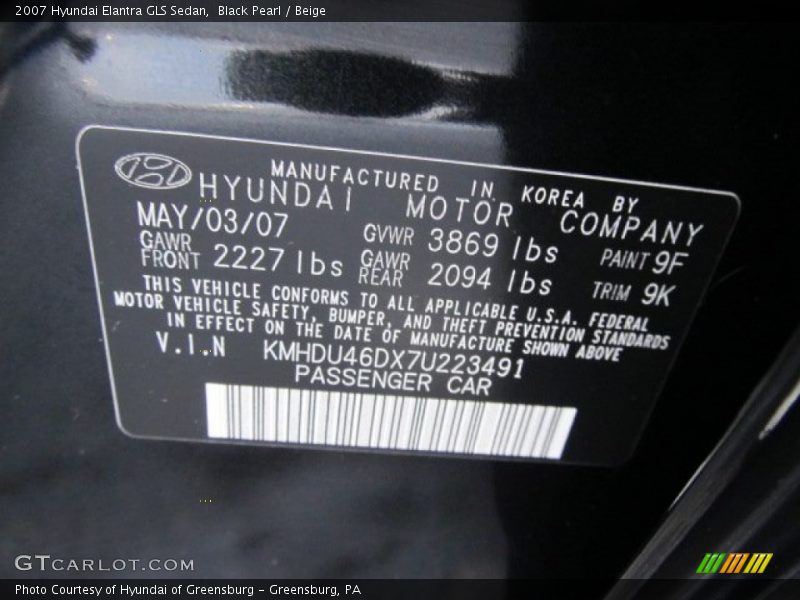 2007 Hyundai Elantra GLS Sedan,  Black Pearl / Beige
MANUFACTURED IN KOREA BY
HYUNDAI MOTOR COMPANY
MAY/03/07 GVWR 3869 lbs PAINT 9F
GAWR FRONT 2227 lbs GAWR REAR 2094 lbs TRIM 9K
THIS VEHICLE CONFORMS TO ALL APPLICABLE U.S.A. FEDERAL
MOTOR VEHICLE SAFETY, BUMPER, AND THEFT PREVENTION STANDARDS
IN EFFECT ON THE DATE OF MANUFACTURE SHOWN ABOVE
V.I.N KMHDU46DX7U223491
PASSENGER CAR
GTCARLOT.COM
Photo Courtesy of Hyundai of Greensburg - Greensburg, PA